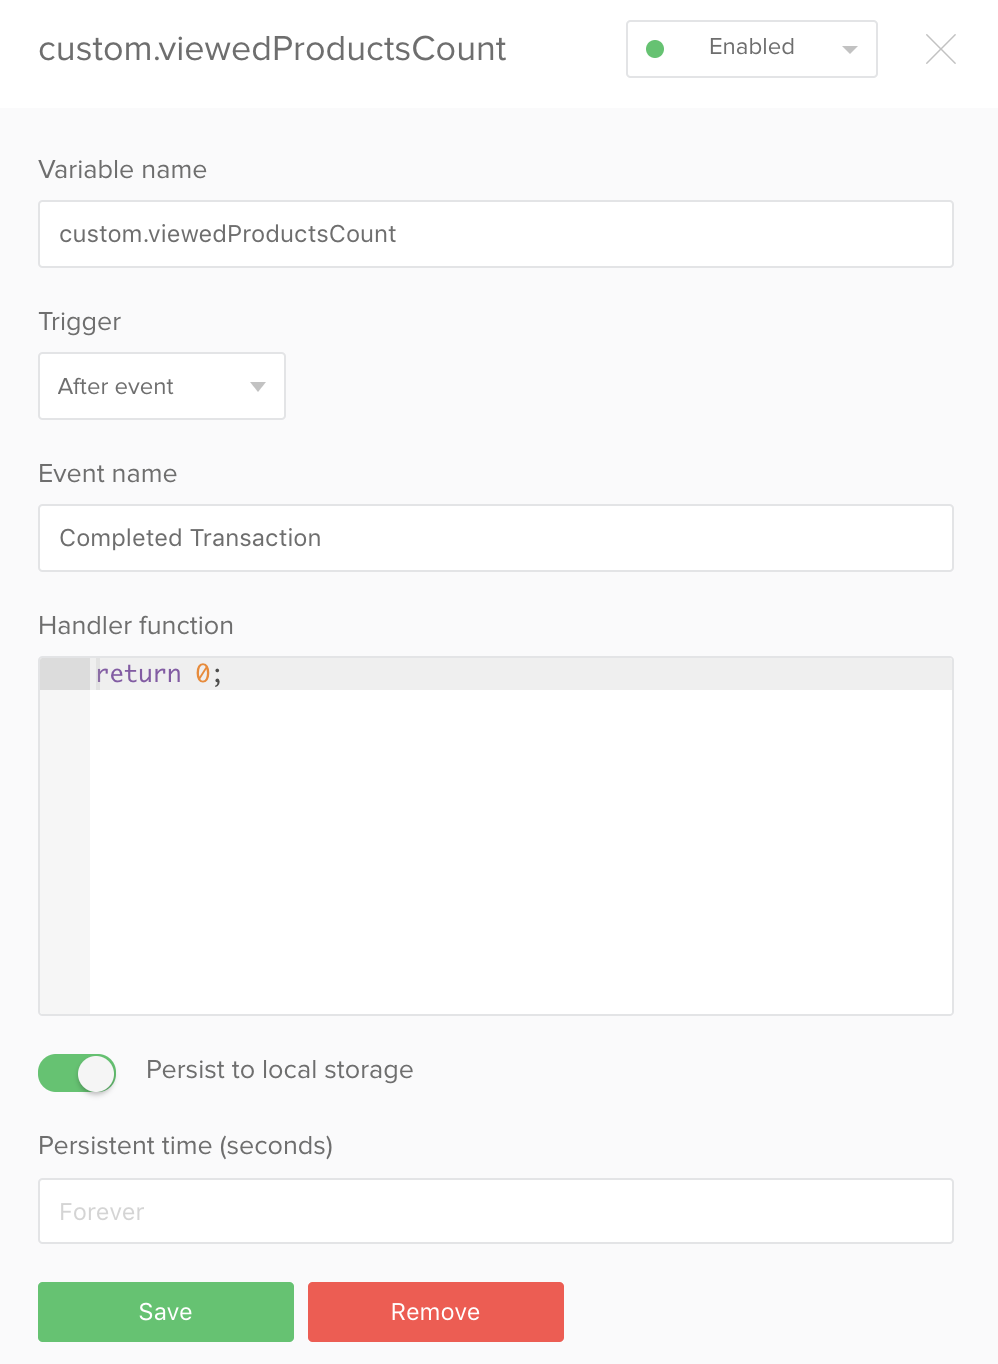 custom.viewedProductsCount
Enabled
Variable name
custom.viewedProductsCount
Trigger
After event
Event name
Completed Transaction
Handler function
return 0;
Persist to local storage
Persistent time (seconds)
Forever
Save
Remove